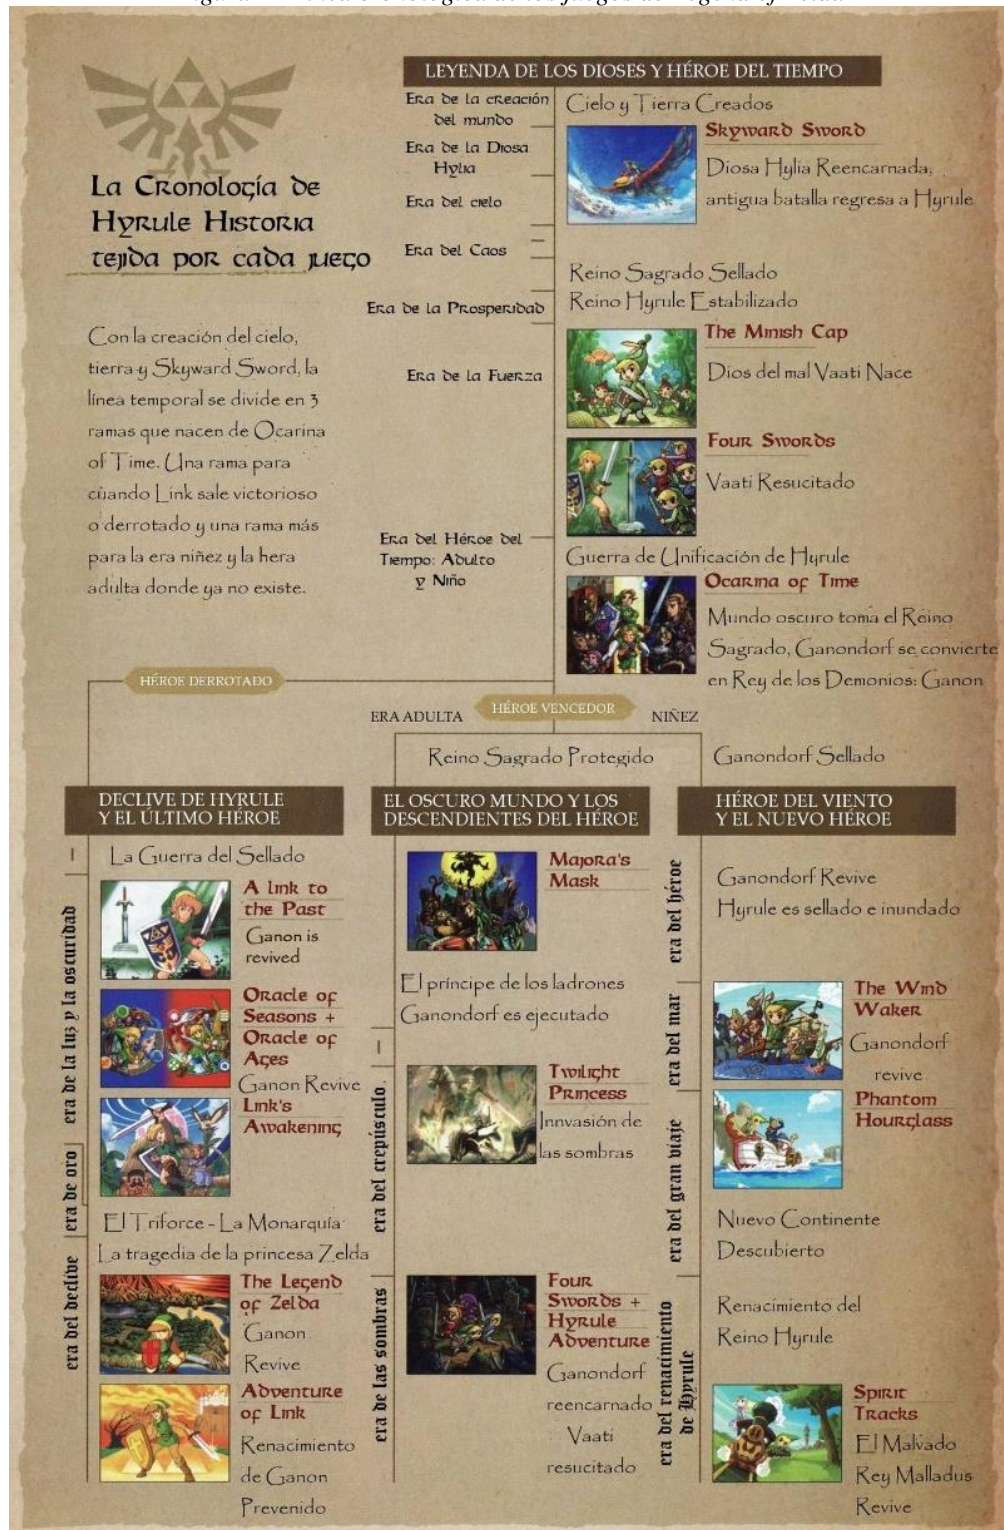 LEYENDA DE LOS DIOSES Y HÉROE DEL TIEMPO
La Cronología de
Hyrule Historia
tejida por cada juego
Con la creación del cielo,
tierra y Skyward Sword, la
línea temporal se divide en 3
ramas que nacen de Ocarina
of Time. Una rama para
cuando Link sale victorioso
o derrotado y una rama más
para la era niñez y la hera
adulta donde ya no existe.
Era de la creación
del mundo
Cielo y Tierra Creados
Era de la Diosa
Hylia
Era del cielo
Skyward Sword
Diosa Hylia Reencarnada,
antigua batalla regresa a Hyrule
Era del Caos
Reino Sagrado Sellado
Era de la Prosperidad
Reino Hyrule Estabilizado
Era de la Fuerza
The Minish Cap
Dios del mal Vaati Nace
Four Swords
Vaati Resucitado
Era del Héroe del
Tiempo: Adulto
y Niño
Guerra de Unificación de Hyrule
Ocarina of Time
Mundo oscuro toma el Reino
Sagrado, Ganondorf se convierte
en Rey de los Demonios: Ganon
HÉROE DERROTADO
HÉROE VENCEDOR
ERA ADULTA
NIÑEZ
Reino Sagrado Protegido
Ganondorf Sellado
DECLIVE DE HYRULE
Y EL ÚLTIMO HÉROE
La Guerra del Sellado
era de la luz y la oscuridad
A link to
the Past
Ganon is
revived
Oracle of
Seasons +
Oracle of
Ages
Ganon Revive
Link's
Awakening
era de oro
El Triforce - La Monarquía
La tragedia de la princesa Zelda
era del declive
The Legend
of Zelda
Ganon
Revive
Adventure
of Link
Renacimiento
de Ganon
Prevenido
EL OSCURO MUNDO Y LOS
DESCENDIENTES DEL HÉROE
Majora's
Mask
El príncipe de los ladrones
Ganondorf es ejecutado
era del crepúsculo
Twilight
Princess
Innvasión de
las sombras
era de las sombras
Four
Swords +
Hyrule
Adventure
Ganondorf
reencarnado
Vaati
resucitado
HÉROE DEL VIENTO
Y EL NUEVO HÉROE
era del héroe
Ganondorf Revive
Hyrule es sellado e inundado
era del mar
The Wind
Waker
Ganondorf
revive
era del gran viaje
Phantom
Hourglass
Nuevo Continente
Descubierto
era del renacimiento
de Hyrule
Renacimiento del
Reino Hyrule
Spirit
Tracks
El Malvado
Rey Malladus
Revive